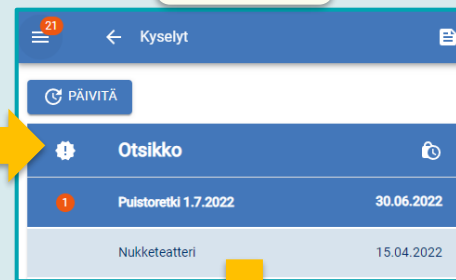 21
Kyselyt
PÄIVITÄ
Otsikko
1 Puistoretki 1.7.2022 30.06.2022
Nukketeatteri 15.04.2022